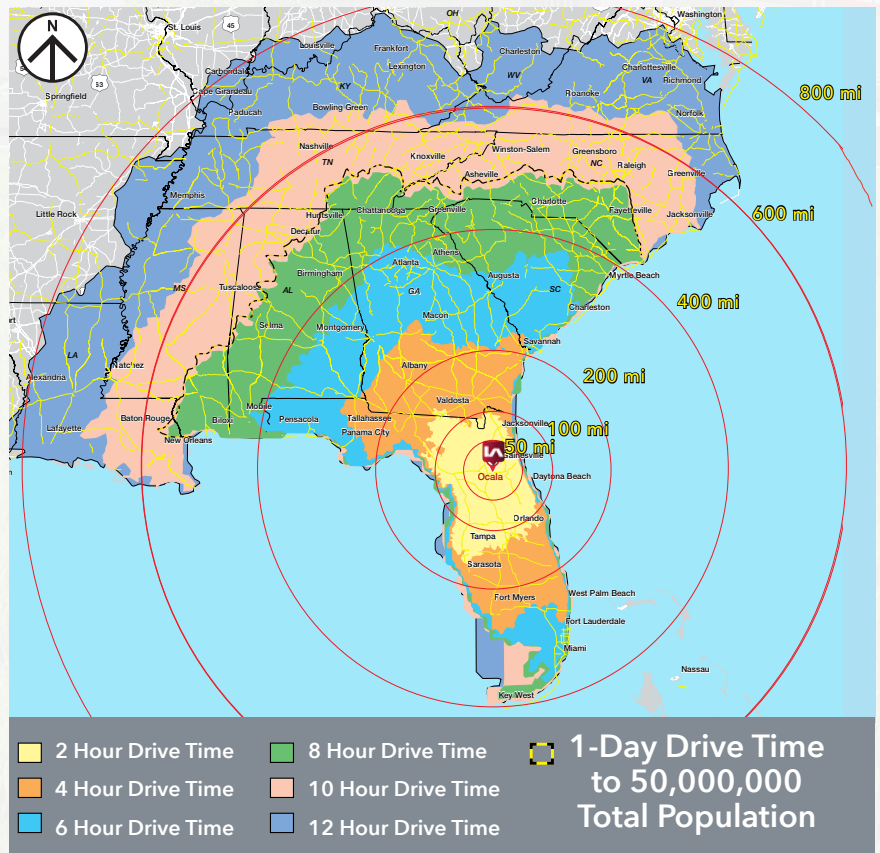 OH
Washington
N
St. Louis
45
Louisville
Frankfort
Charleston
Carbondale
Lexington
WV
Charlottesville
VA
Richmond
53
Springfield
Cape Girardeau
KY
Roanoke
800 mi
Paducah
Bowling Green
Norfolk
Nashville
Winston-Salem
Greensboro
TN
Knoxville
NC
Raleigh
Asheville
Greenville
Memphis
Charlotte
Little Rock
Huntsville
Chattanooga
Greenville
Fayetteville
Jacksonville
600 mi
Decatur
Athens
Atlanta
Birmingham
Augusta
Myrtle Beach
MS
Tuscaloos
AL
GA
SC
400 mi
Charleston
Macon
Selma
Montgomery
Savannah
LA
Natchez
Albany
200 mi
Alexandria
Valdosta
Mobile
Baton Rouge
Biloxi
Pensacola
Tallahassee
Jacksonville
100 mi
Lafayette
Panama City
New Orleans
50 mi
Gainesville
Ocala
Daytona Beach
Orlando
Tampa
Sarasota
Fort Myers
West Palm Beach
Fort Lauderdale
Miami
Nassau
Key West
2 Hour Drive Time
4 Hour Drive Time
6 Hour Drive Time
8 Hour Drive Time
10 Hour Drive Time
12 Hour Drive Time
1-Day Drive Time
to 50,000,000
Total Population